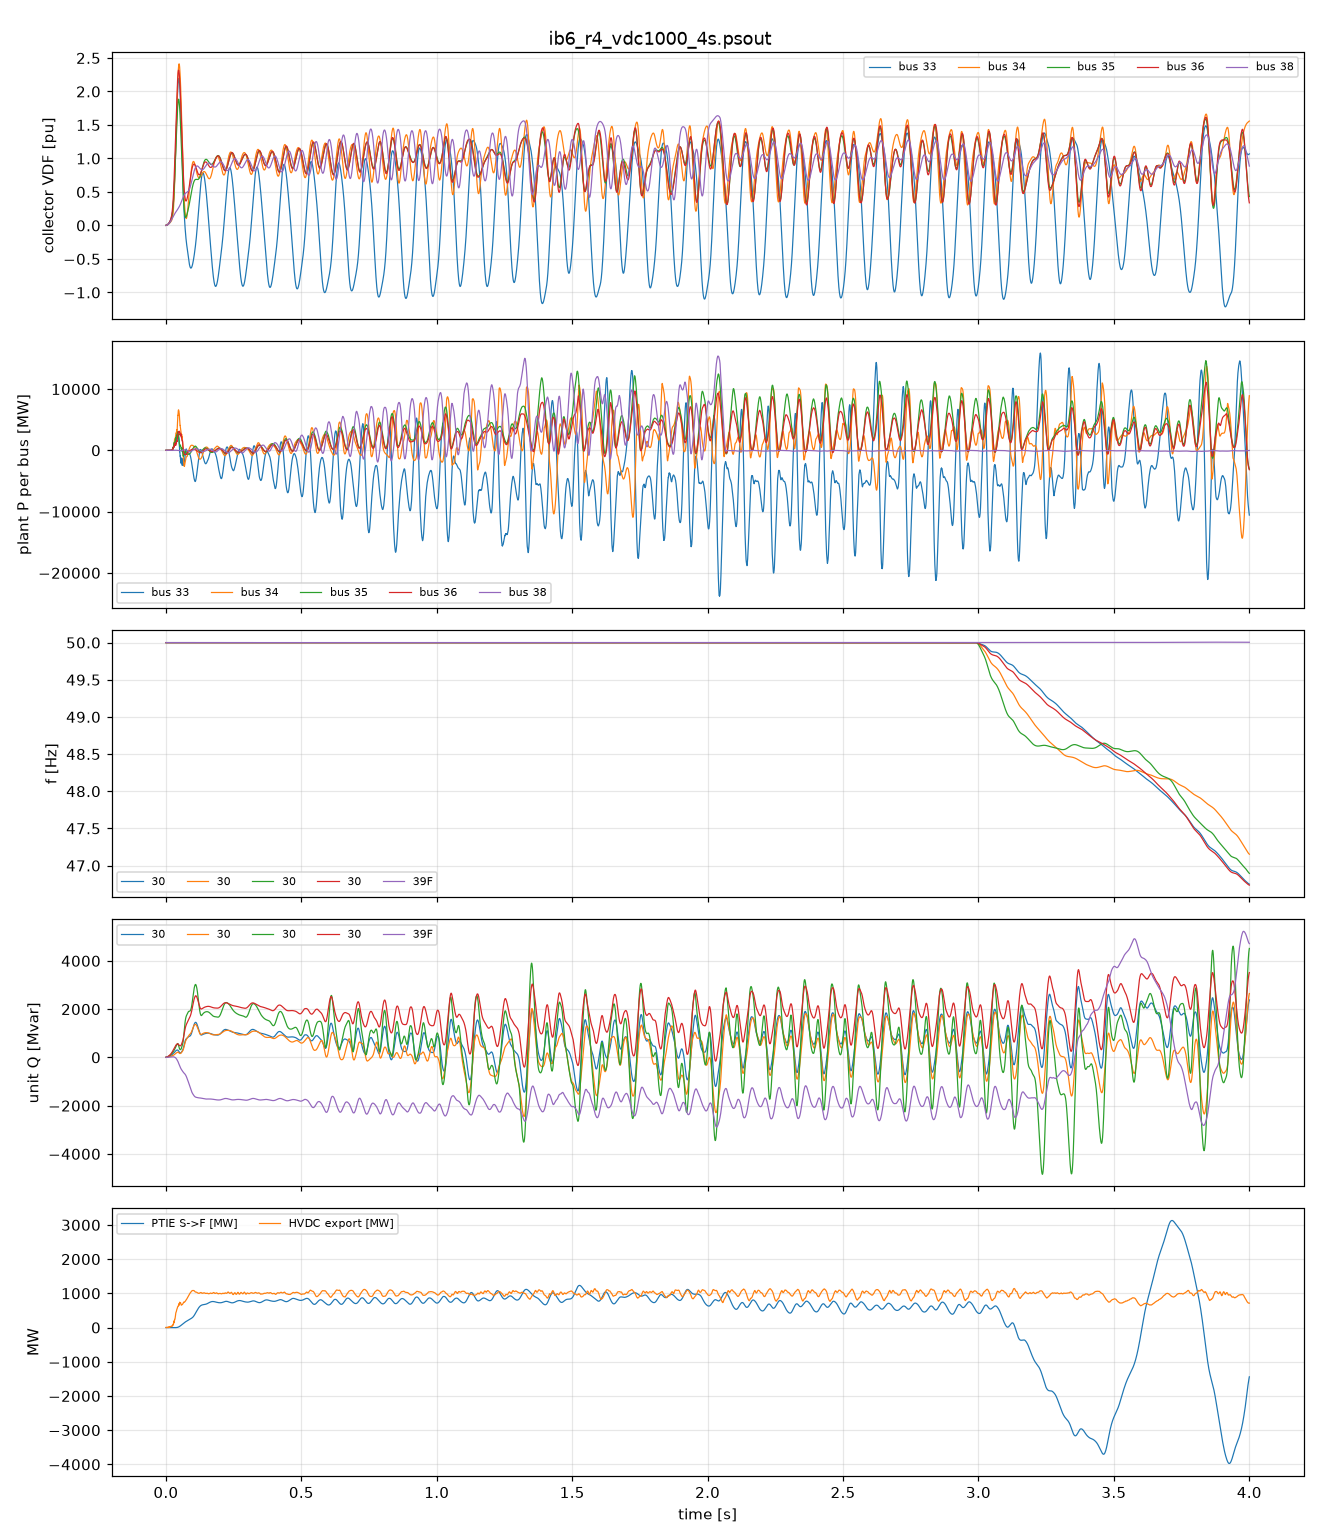 ib6_r4_vdc1000_4s.psout
collector VDF [pu]
2.5
2.0
1.5
1.0
0.5
0.0
−0.5
−1.0
bus 33 bus 34 bus 35 bus 36 bus 38
plant P per bus [MW]
10000
0
−10000
−20000
bus 33 bus 34 bus 35 bus 36 bus 38
f [Hz]
50.0
49.5
49.0
48.5
48.0
47.5
47.0
30 30 30 30 39F
unit Q [Mvar]
30 30 30 30 39F
4000
2000
0
−2000
−4000
MW
PTIE S->F [MW] HVDC export [MW]
3000
2000
1000
0
−1000
−2000
−3000
−4000
0.0 0.5 1.0 1.5 2.0 2.5 3.0 3.5 4.0
time [s]